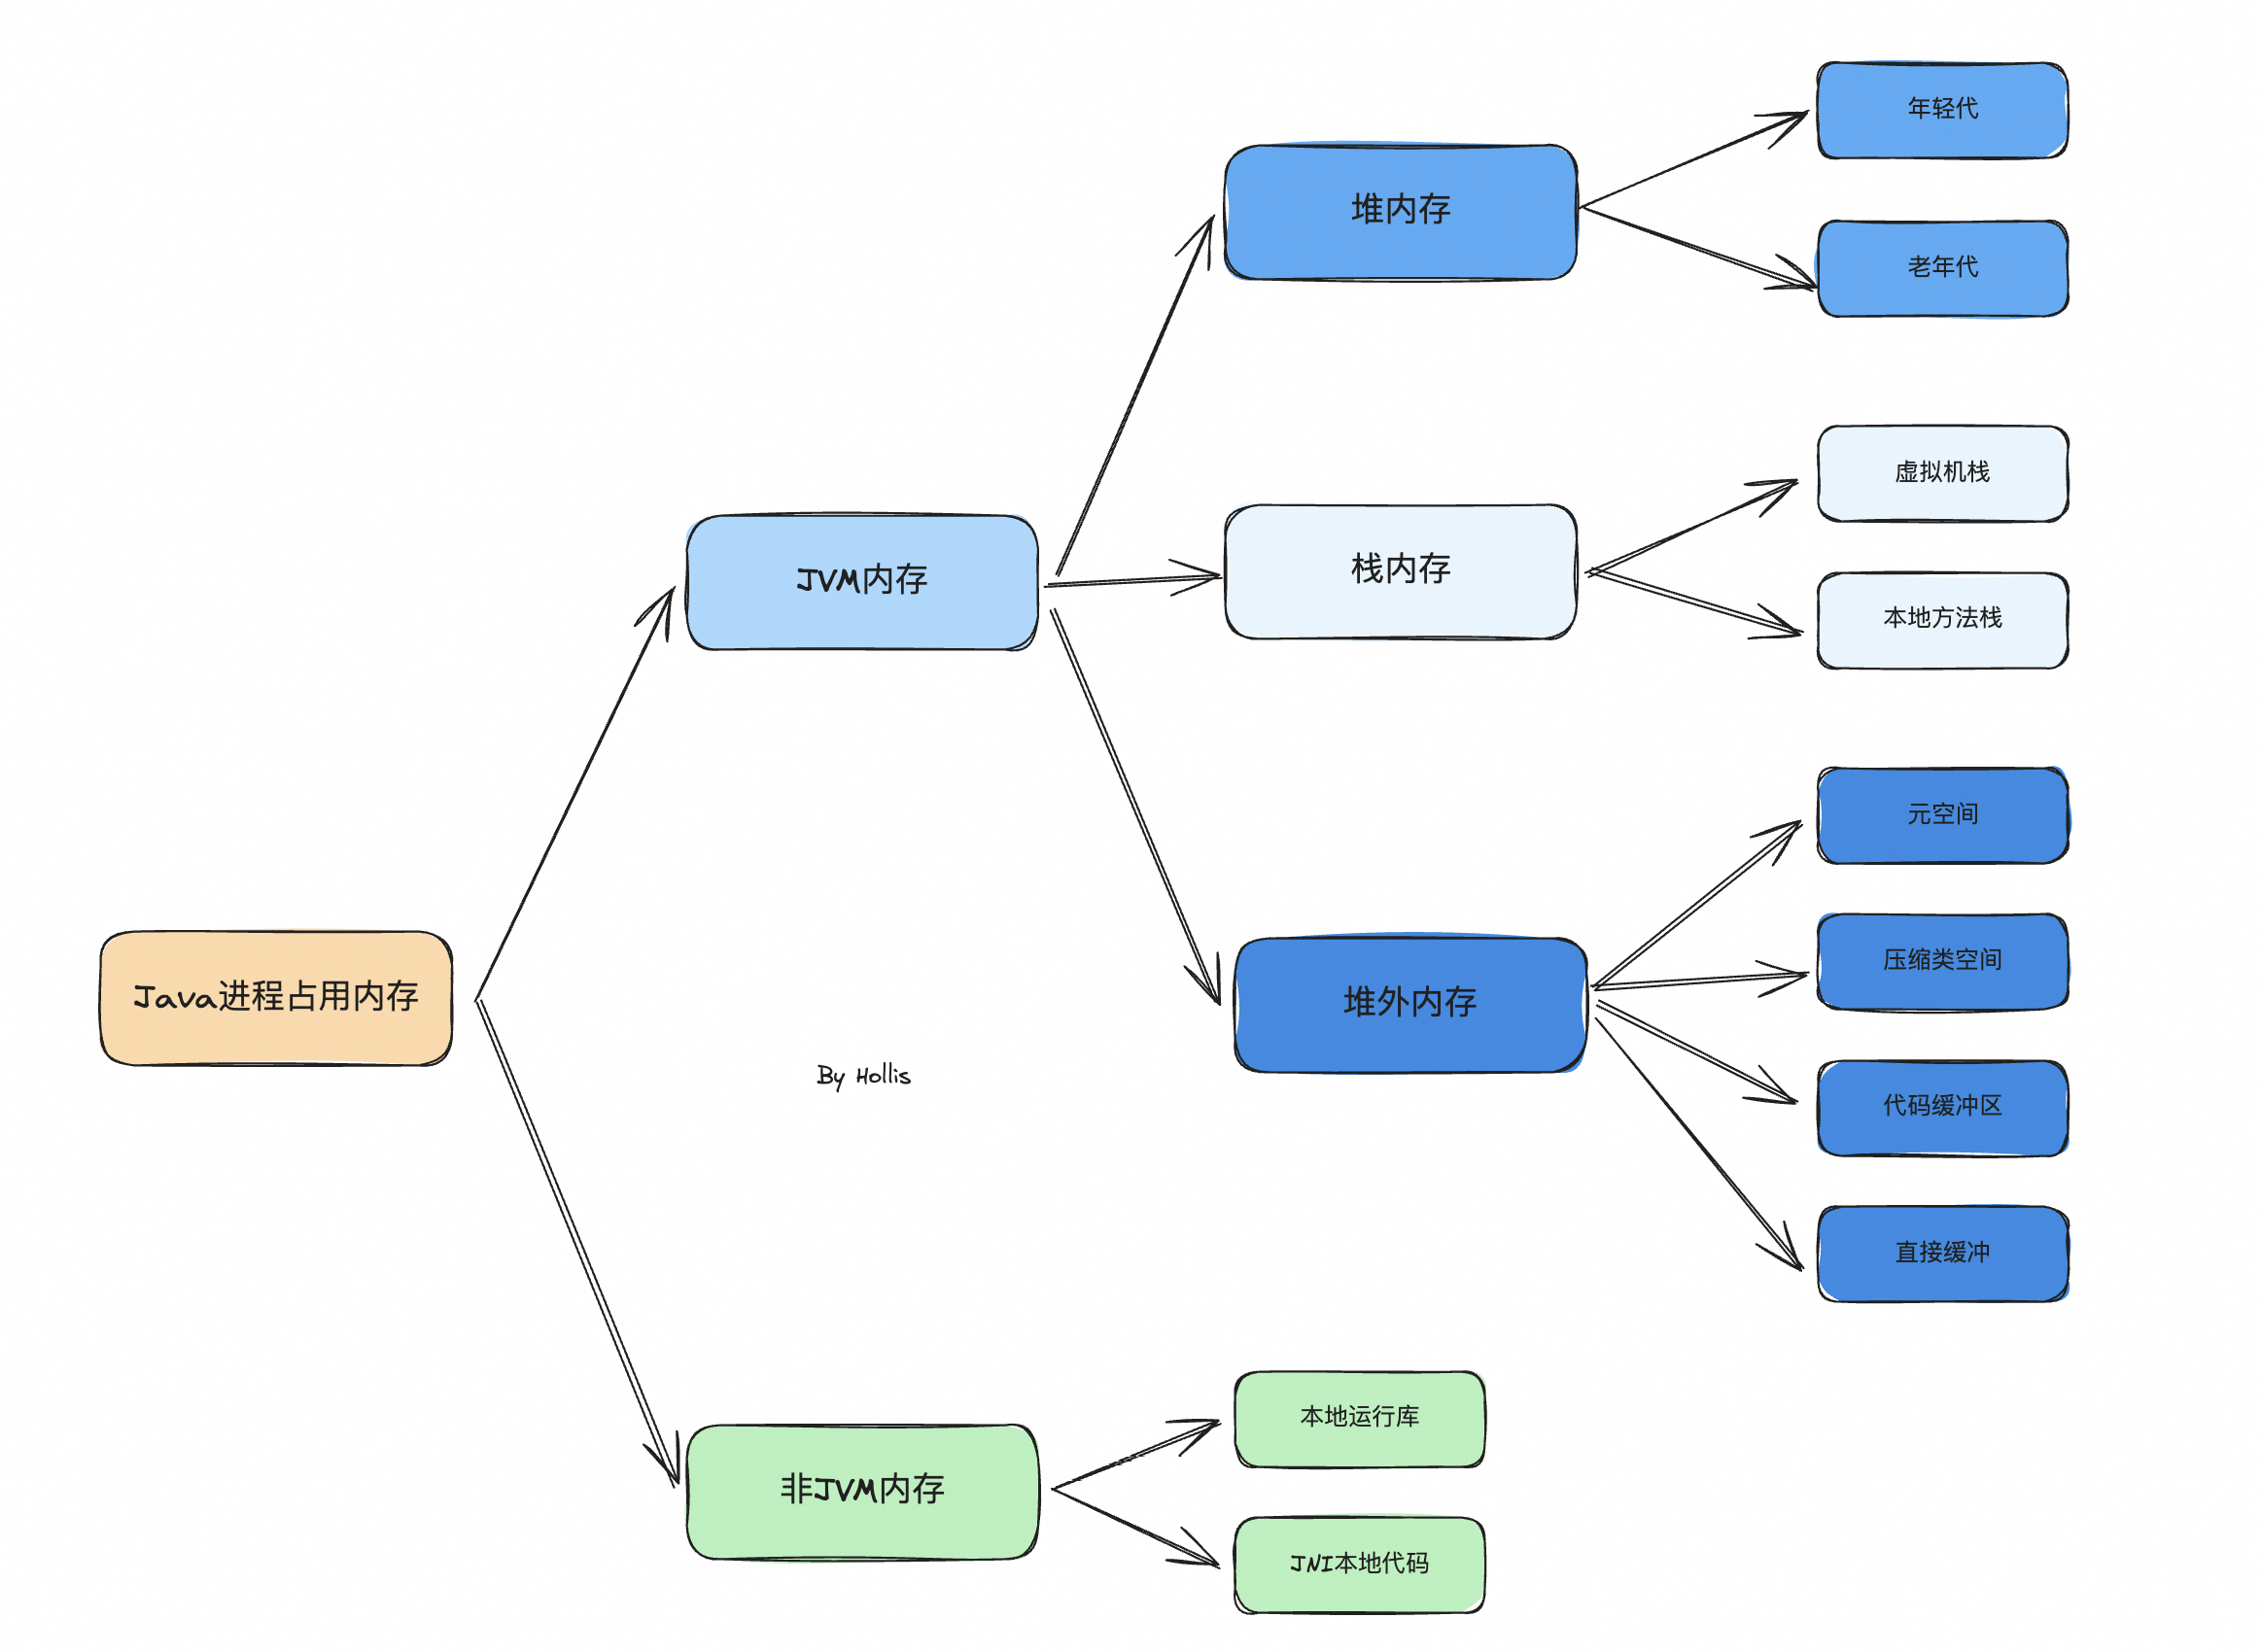 年轻代
堆内存
老年代
虚拟机栈
JVM内存
栈内存
本地方法栈
元空间
压缩类空间
Java进程占用内存
堆外内存
By Hollis
代码缓冲区
直接缓冲
本地运行库
非JVM内存
JNI本地代码